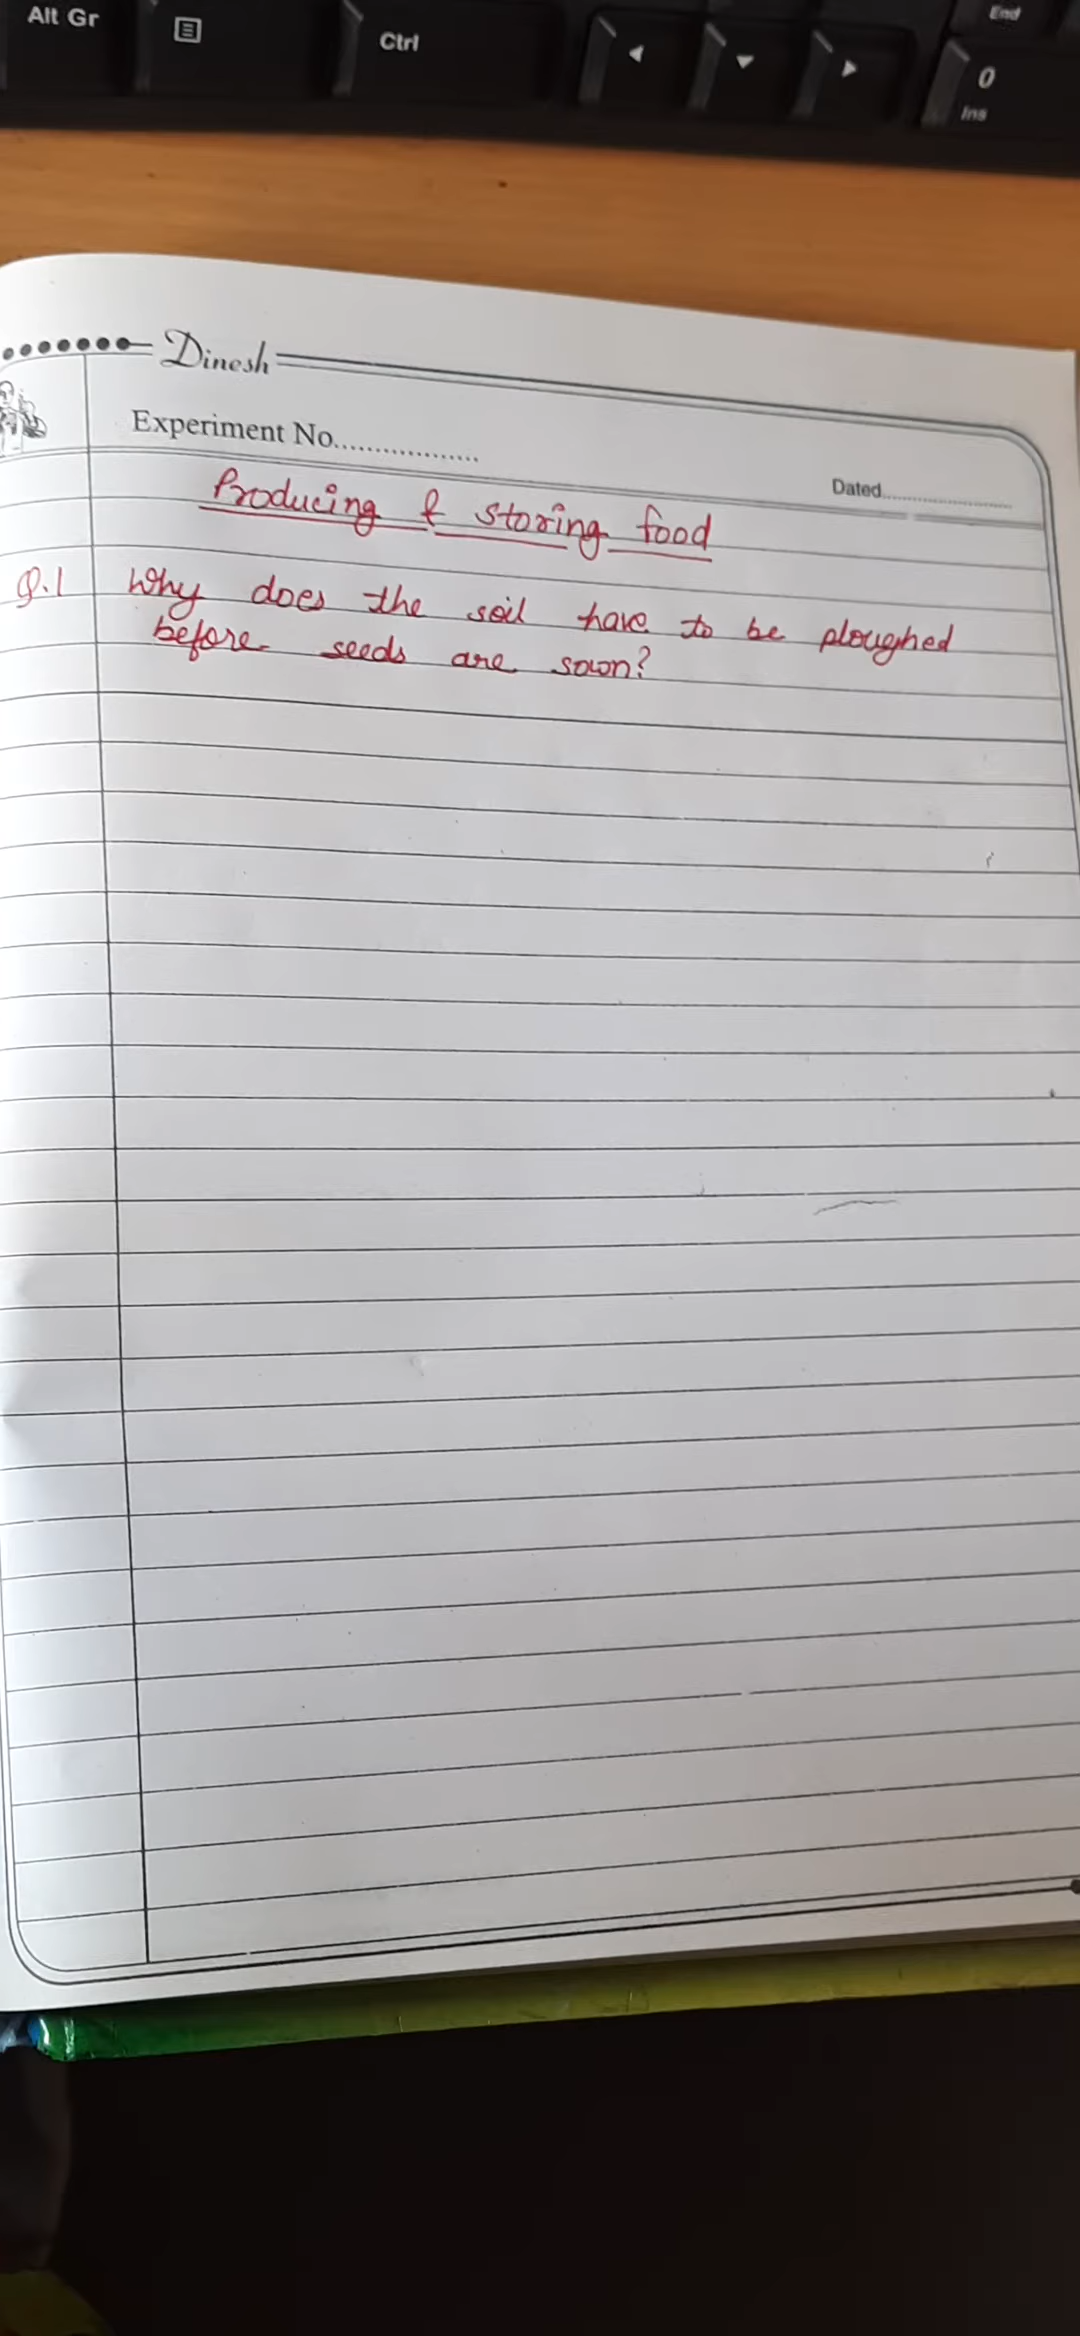 Alt Gr
Ctrl
End
0
Ins
Dinesh
Experiment No..................
Dated..........................
Producing & storing food
Q.1 Why does the soil have to be ploughed
before seeds are sown?